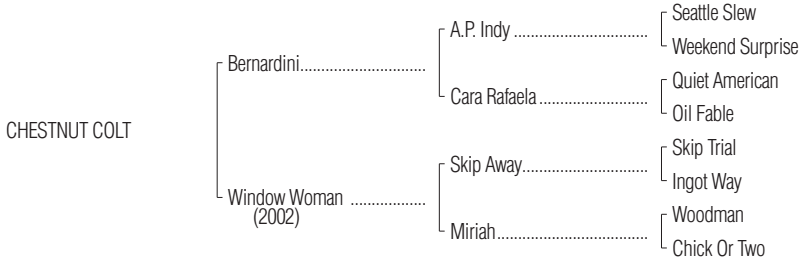 Seattle Slew
A.P. Indy ................................
Weekend Surprise
Bernardini..............................
Quiet American
Cara Rafaela..........................
Oil Fable
CHESTNUT COLT
Skip Trial
Skip Away..............................
Ingot Way
Window Woman ..................
(2002)
Woodman
Miriah....................................
Chick Or Two